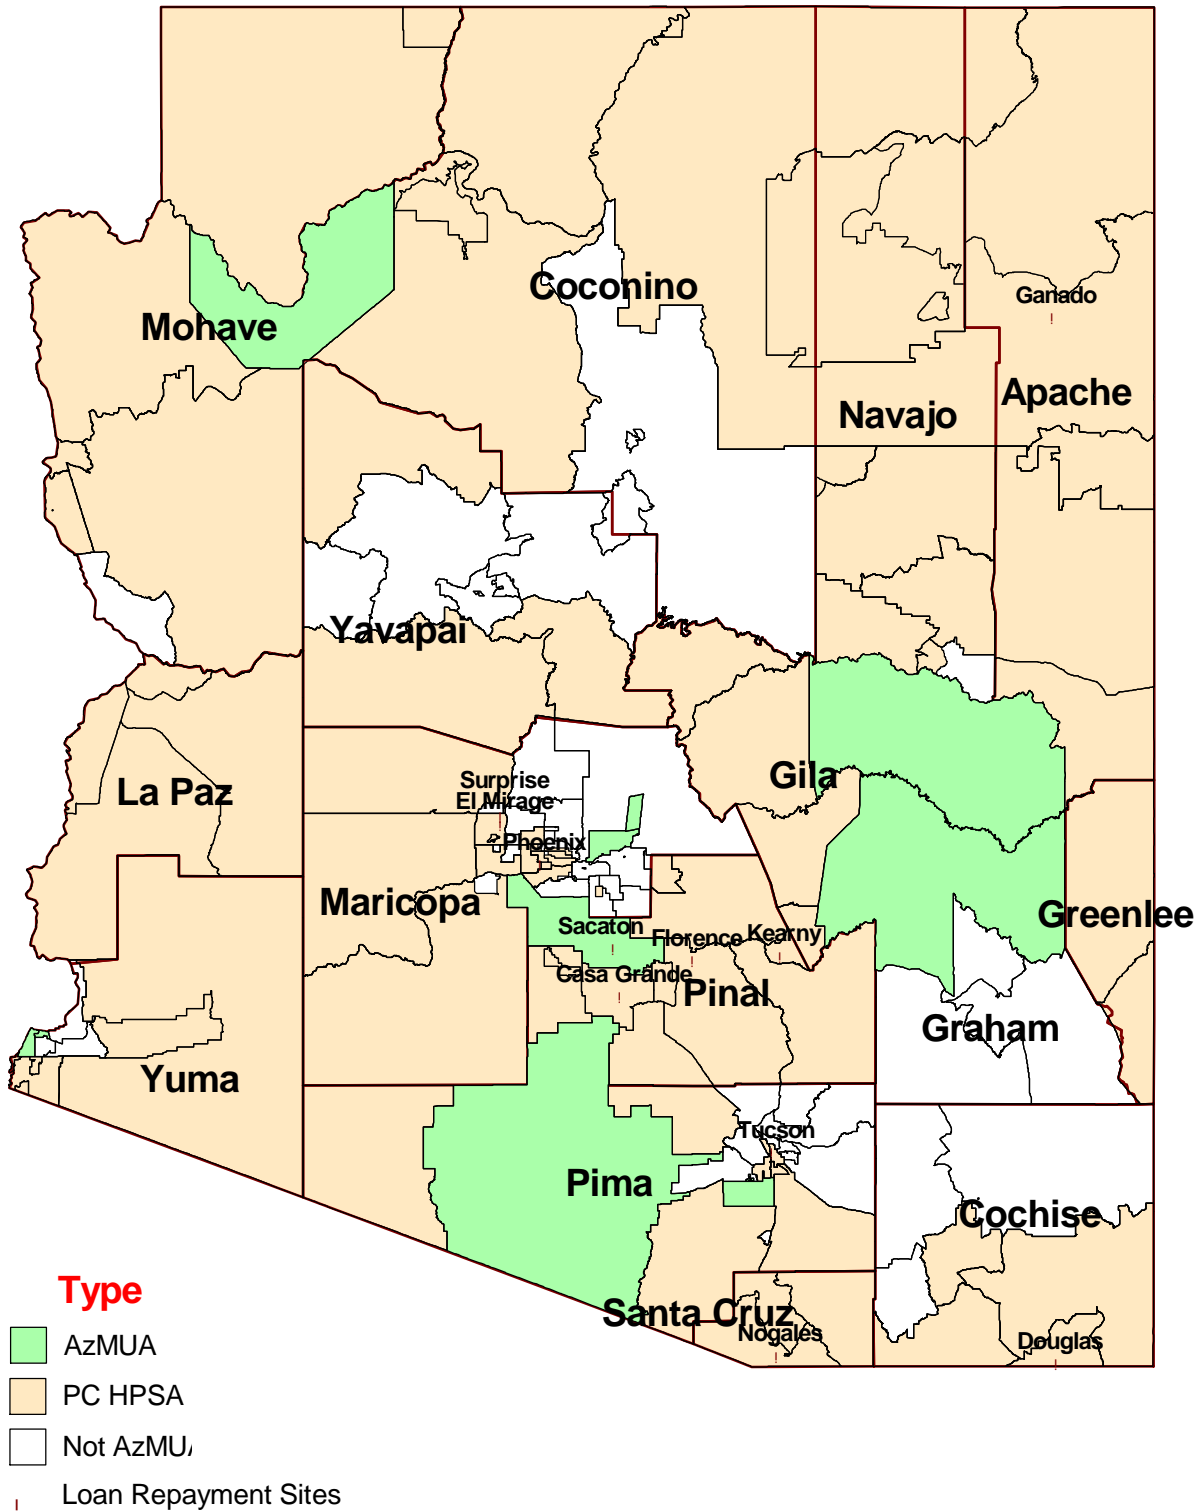 Coconino
Ganado
Mohave
Apache
Navajo
Yavapai
Gila
Surprise
La Paz
El Mirage
Phoenix
Maricopa
Greenlee
Sacaton
Florence
Kearny
Casa Grande
Pinal
Graham
Yuma
Tucson
Pima
Cochise
Santa Cruz
Nogales
Douglas
Type
AzMUA
PC HPSA
Not AzMU
Loan Repayment Sites